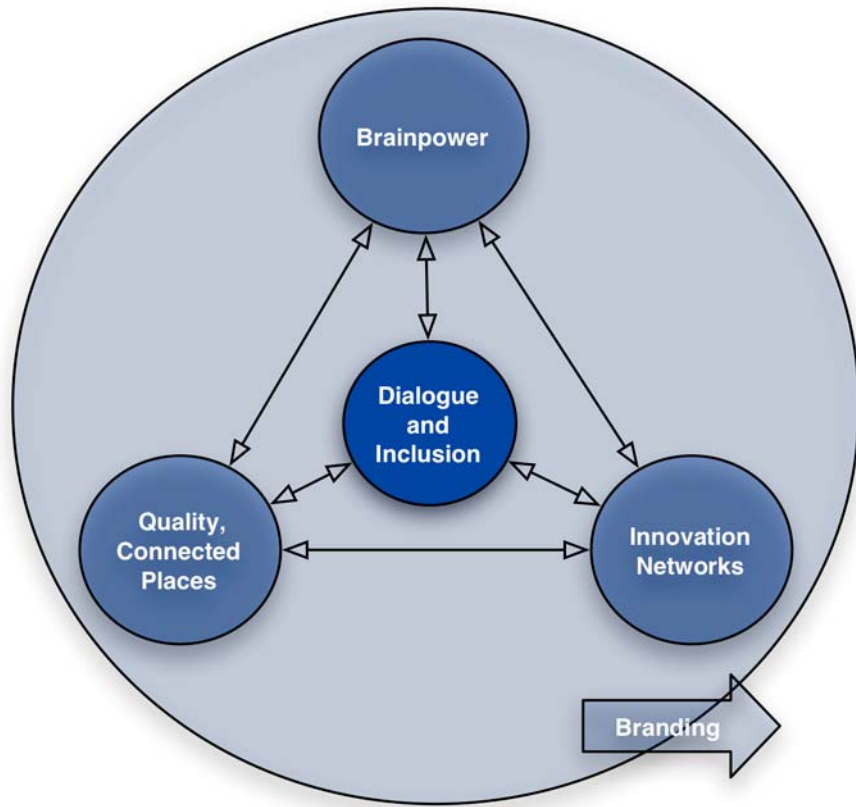 Brainpower
Dialogue
and
Inclusion
Quality,
Connected
Places
Innovation
Networks
Branding